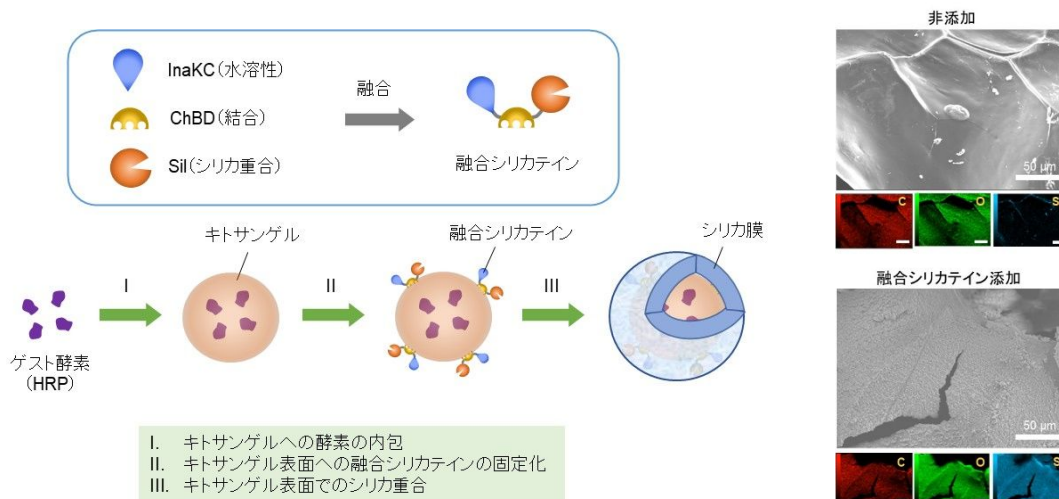 InaKC(水溶性)
ChBD(結合)
Sil(シリカ重合)
融合
融合シリカテイン
キトサンゲル
融合シリカテイン
シリカ膜
I
II
III
ゲスト酵素
(HRP)
I. キトサンゲルへの酵素の内包
II. キトサンゲル表面への融合シリカテインの固定化
III. キトサンゲル表面でのシリカ重合
非添加
50 μm
C
O
S
融合シリカテイン添加
50 μm
C
O
S